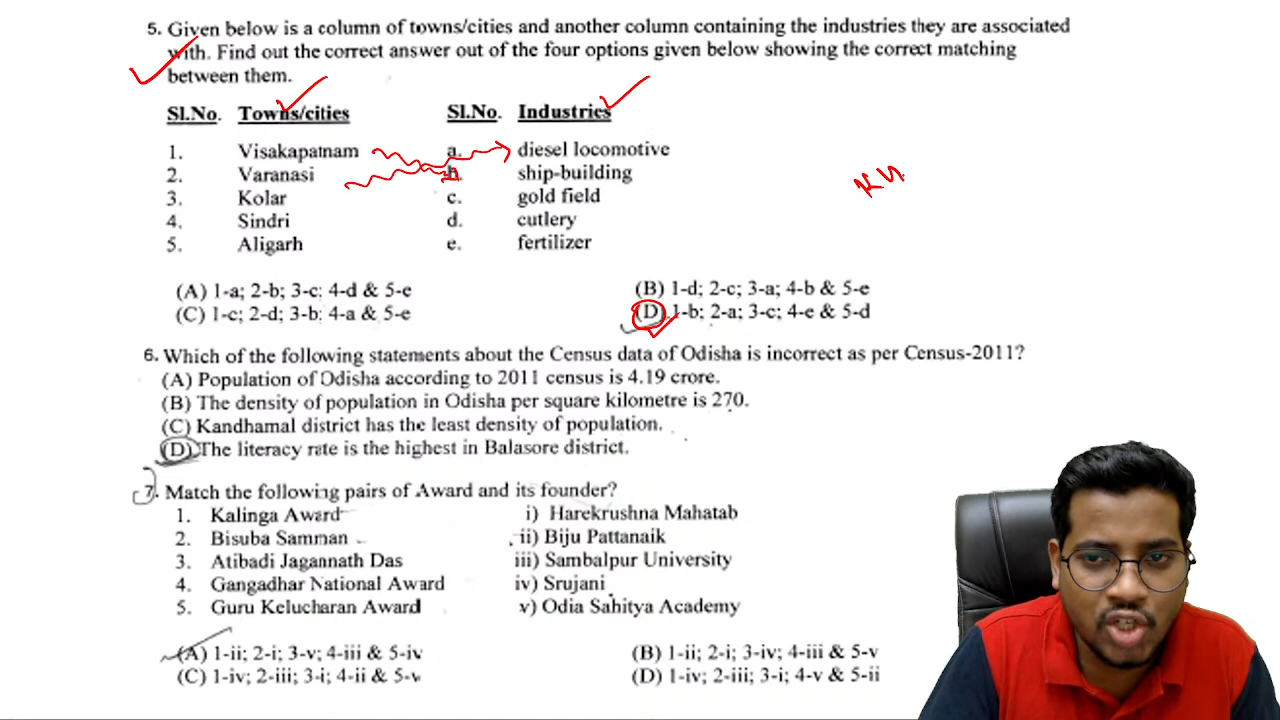 5. Given below is a column of towns/cities and another column containing the industries they are associated
with. Find out the correct answer out of the four options given below showing the correct matching
between them.
Sl.No. Towns/cities Sl.No. Industries
1. Visakapatnam a. diesel locomotive
2. Varanasi b. ship-building
3. Kolar c. gold field
4. Sindri d. cutlery
5. Aligarh e. fertilizer
(A) 1-a; 2-b; 3-c; 4-d & 5-e (B) 1-d; 2-c; 3-a; 4-b & 5-e
(C) 1-c; 2-d; 3-b; 4-a & 5-e (D) 1-b; 2-a; 3-c; 4-e & 5-d
6. Which of the following statements about the Census data of Odisha is incorrect as per Census-2011?
(A) Population of Odisha according to 2011 census is 4.19 crore.
(B) The density of population in Odisha per square kilometre is 270.
(C) Kandhamal district has the least density of population.
(D) The literacy rate is the highest in Balasore district.
7. Match the following pairs of Award and its founder?
1. Kalinga Award i) Harekrushna Mahatab
2. Bisuba Samman ii) Biju Pattanaik
3. Atibadi Jagannath Das iii) Sambalpur University
4. Gangadhar National Award iv) Srujani
5. Guru Kelucharan Award v) Odia Sahitya Academy
(A) 1-ii; 2-i; 3-v; 4-iii & 5-iv (B) 1-ii; 2-i; 3-iv; 4-iii & 5-v
(C) 1-iv; 2-iii; 3-i; 4-ii & 5-v (D) 1-iv; 2-iii; 3-i; 4-v & 5-ii